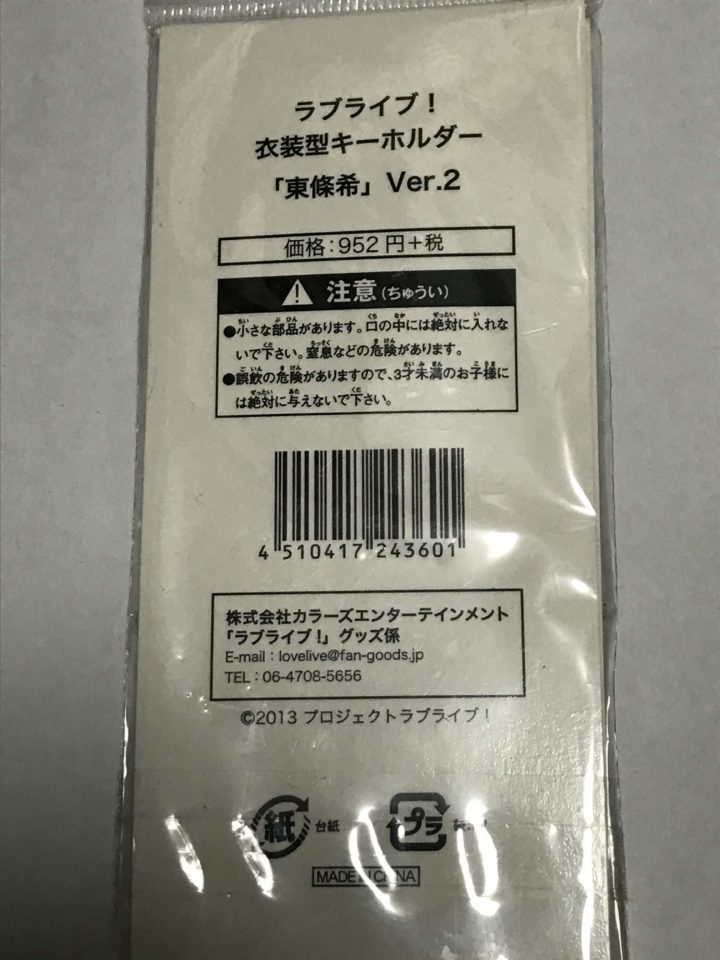 ラブライブ！
衣装型キーホルダー
「東條希」 Ver.2
価格：952円＋税
注意（ちゅうい）
●小さな部品があります。口の中には絶対に入れな
いで下さい。窒息などの危険があります。
●誤飲の危険がありますので、3才未満のお子様に
は絶対に与えないで下さい。
4 510417 243601
株式会社カラーズエンターテインメント
「ラブライブ！」グッズ係
E-mail：lovelive@fan-goods.jp
TEL：06-4708-5656
©2013 プロジェクトラブライブ！
紙 台紙 プラ
MADE IN CHINA